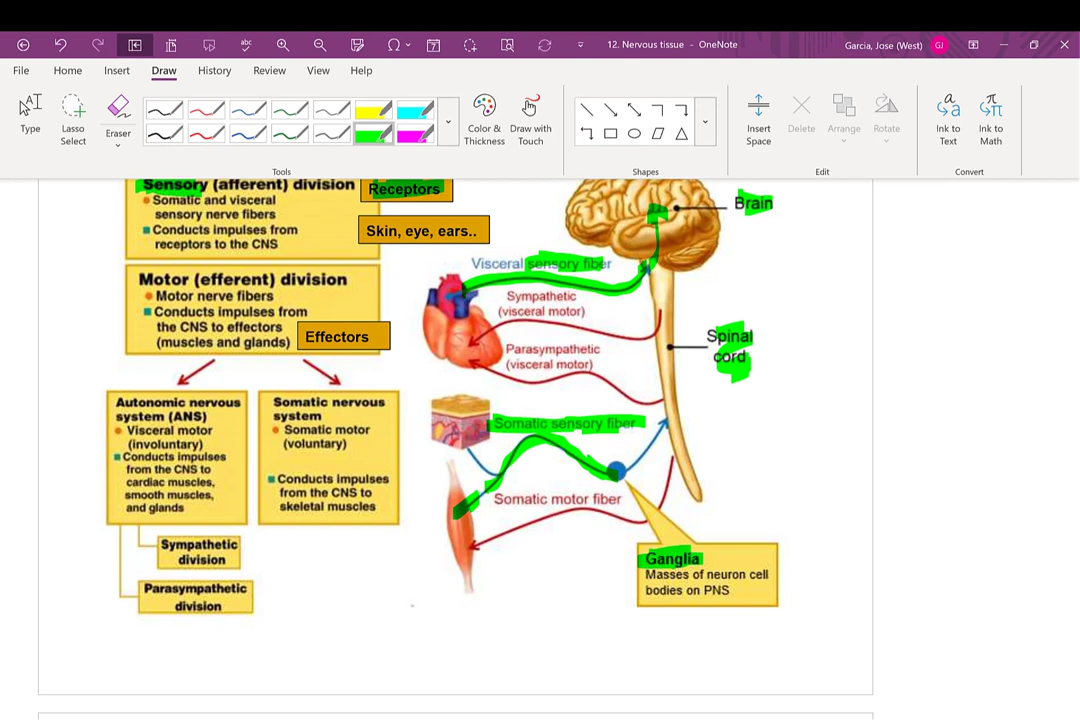 12. Nervous tissue - OneNote
Garcia, Jose (West)
GJ
File
Home
Insert
Draw
History
Review
View
Help
abc
Type
Lasso
Select
Eraser
Color &
Thickness
Draw with
Touch
Insert
Space
Delete
Arrange
Rotate
Ink to
Text
Ink to
Math
Tools
Shapes
Edit
Convert
Sensory (afferent) division
Somatic and visceral
sensory nerve fibers
Conducts impulses from
receptors to the CNS
Receptors
Skin, eye, ears..
Motor (efferent) division
Motor nerve fibers
Conducts impulses from
the CNS to effectors
(muscles and glands)
Effectors
Autonomic nervous
system (ANS)
Visceral motor
(involuntary)
Conducts impulses
from the CNS to
cardiac muscles,
smooth muscles,
and glands
Somatic nervous
system
Somatic motor
(voluntary)
Conducts impulses
from the CNS to
skeletal muscles
Sympathetic
division
Parasympathetic
division
Brain
Visceral sensory fiber
Sympathetic
(visceral motor)
Parasympathetic
(visceral motor)
Spinal
cord
Somatic sensory fiber
Somatic motor fiber
Ganglia
Masses of neuron cell
bodies on PNS